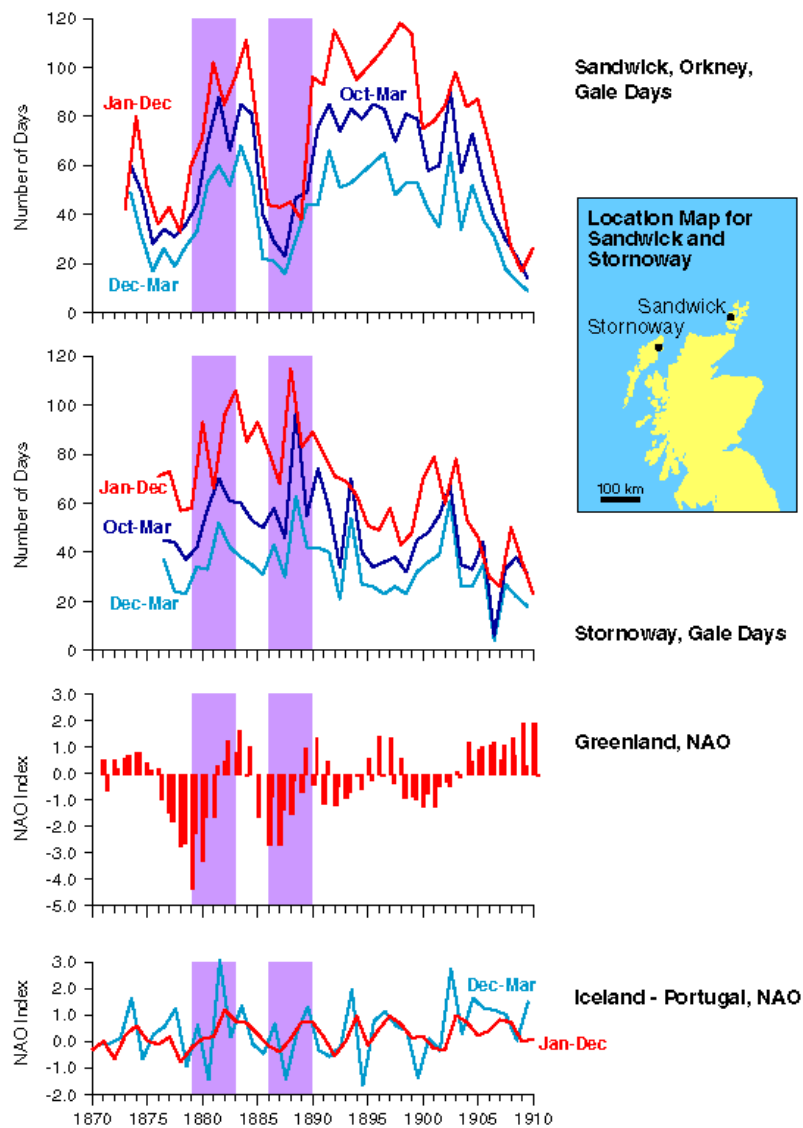 120
100
80
60
40
20
0
Number of Days
Jan-Dec
Oct-Mar
Dec-Mar
Sandwick, Orkney,
Gale Days
Location Map for
Sandwick and
Stornoway
Sandwick
Stornoway
100 km
120
100
80
60
40
20
0
Number of Days
Jan-Dec
Oct-Mar
Dec-Mar
Stornoway, Gale Days
3.0
2.0
1.0
0.0
-1.0
-2.0
-3.0
-4.0
-5.0
NAO Index
Greenland, NAO
3.0
2.0
1.0
0.0
-1.0
-2.0
NAO Index
Dec-Mar
Jan-Dec
Iceland - Portugal, NAO
1870 1875 1880 1885 1890 1895 1900 1905 1910